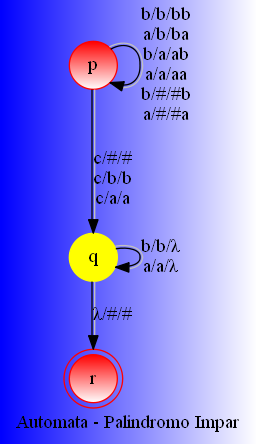 p
b/b/bb
a/b/ba
b/a/ab
a/a/aa
b/#/#b
a/#/#a
c/#/#
c/b/b
c/a/a
q
b/b/λ
a/a/λ
λ/#/#
r
Automata - Palindromo Impar